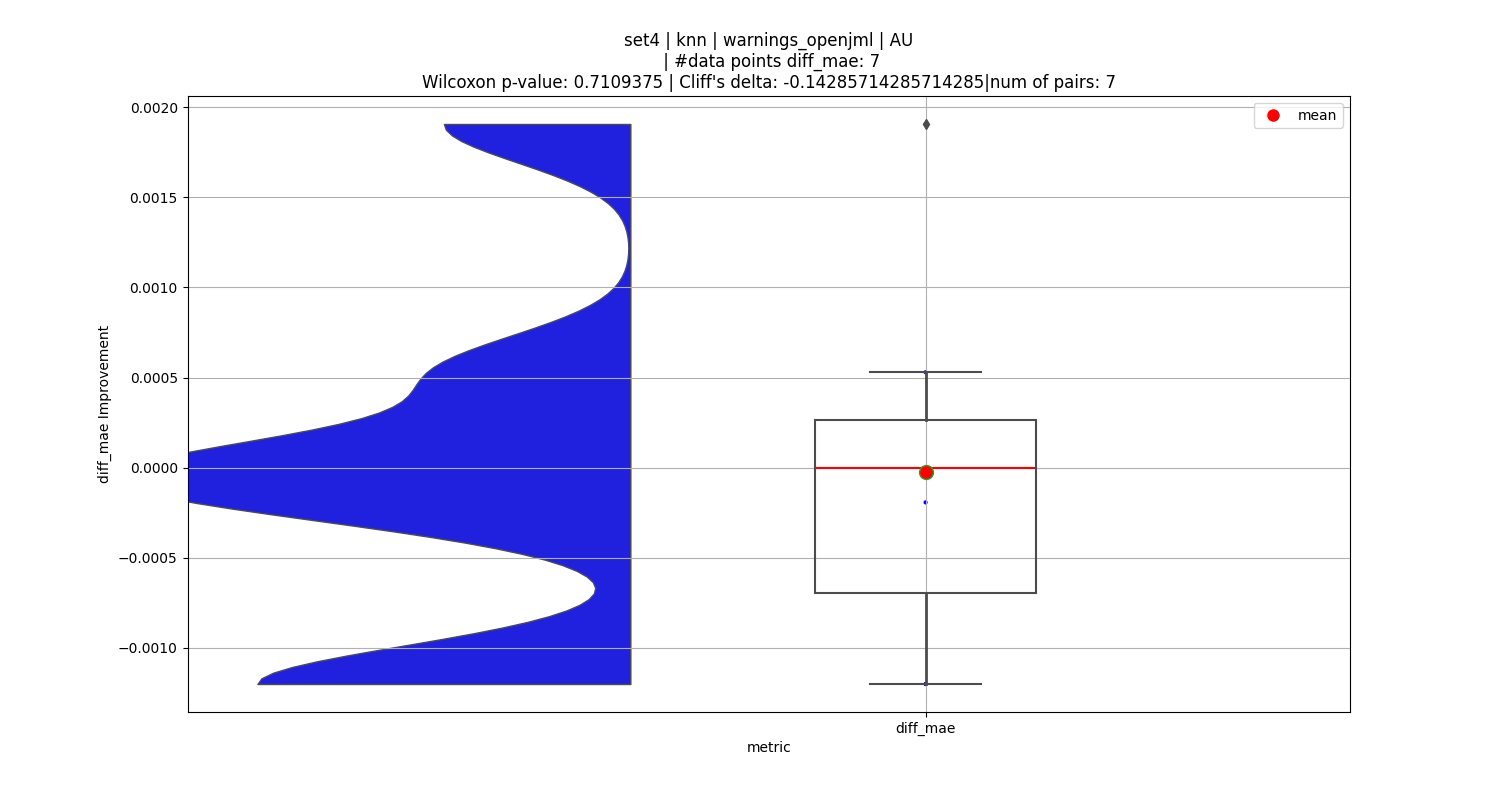 set4 | knn | warnings_openjml | AU
| #data points diff_mae: 7
Wilcoxon p-value: 0.7109375 | Cliff's delta: -0.14285714285714285|num of pairs: 7
mean
diff_mae Improvement
0.0020
0.0015
0.0010
0.0005
0.0000
−0.0005
−0.0010
diff_mae
metric